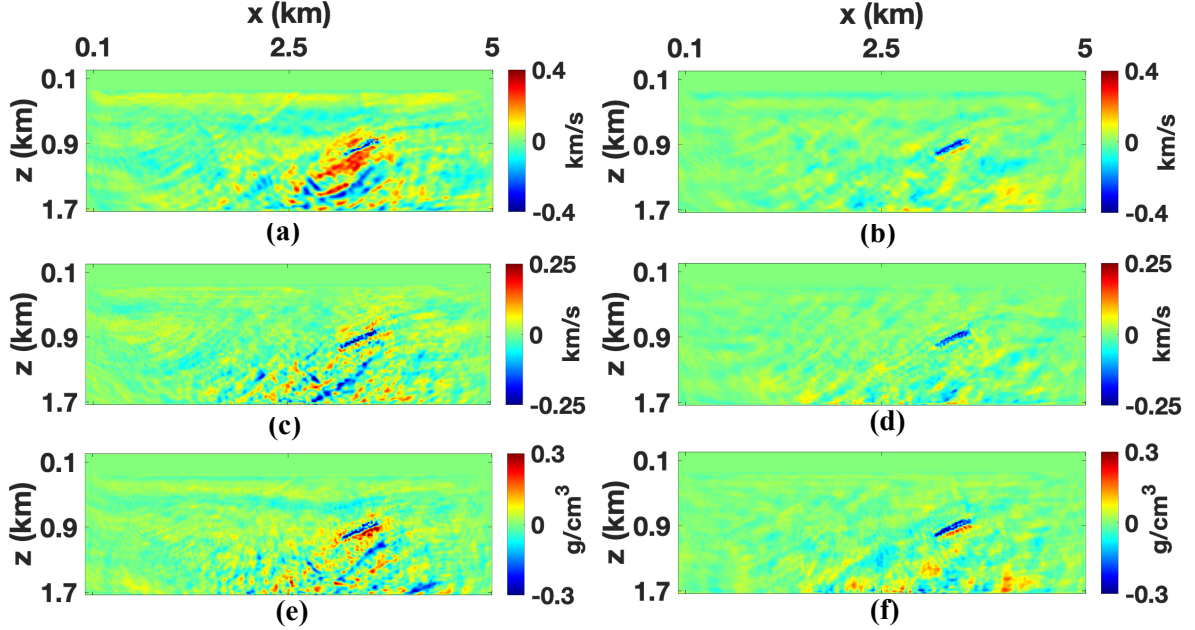 x (km) x (km)
0.1 2.5 5 0.1 2.5 5
0.1 0.4 0.1 0.4
z (km) 0.9 0 km/s z (km) 0.9 0 km/s
1.7 -0.4 1.7 -0.4
(a) (b)
0.1 0.25 0.1 0.25
z (km) 0.9 0 km/s z (km) 0.9 0 km/s
1.7 -0.25 1.7 -0.25
(c) (d)
0.1 0.3 0.1 0.3
z (km) 0.9 0 g/cm³ z (km) 0.9 0 g/cm³
1.7 -0.3 1.7 -0.3
(e) (f)